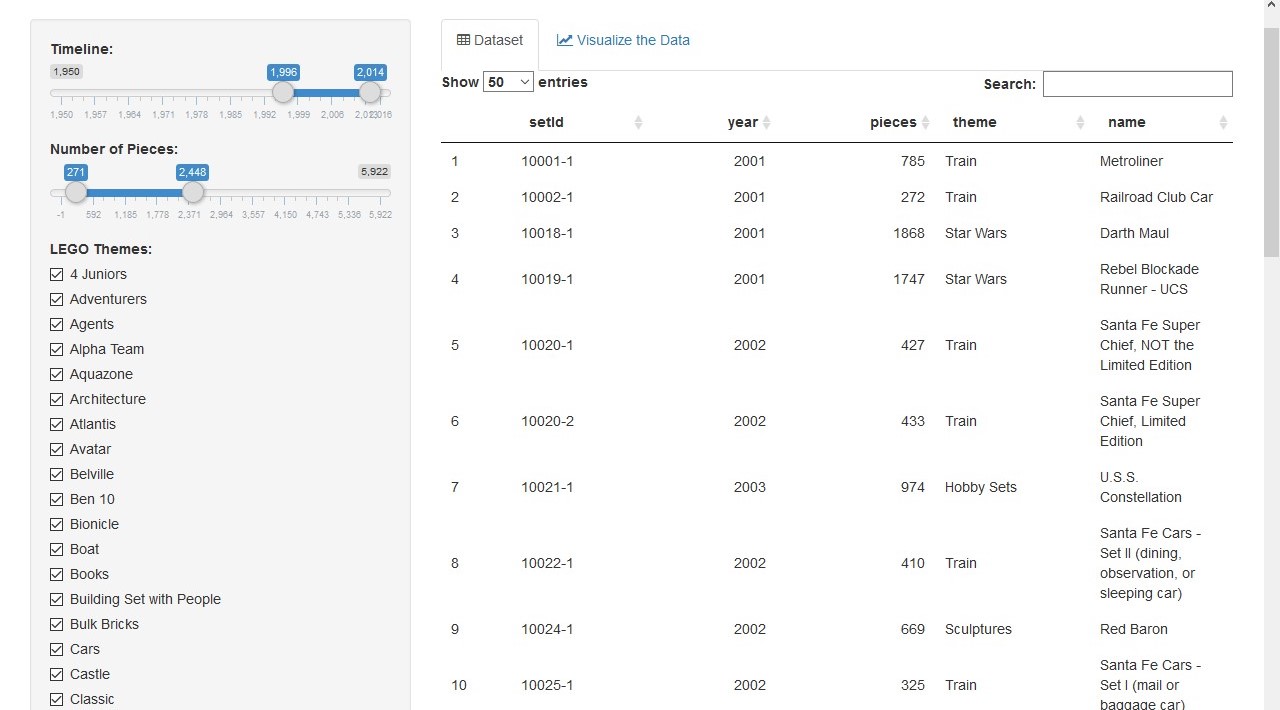 Timeline:
1,950 1,996 2,014
1,950 1,957 1,964 1,971 1,978 1,985 1,992 1,999 2,006
Number of Pieces:
271 2,448 5,922
-1 592 1,185 1,778 2,371 2,964 3,557 4,150 4,743 5,336 5,922
LEGO Themes:
4 Juniors
Adventurers
Agents
Alpha Team
Aquazone
Architecture
Atlantis
Avatar
Belville
Ben 10
Bionicle
Boat
Books
Building Set with People
Bulk Bricks
Cars
Castle
Classic
Dataset Visualize the Data
Show 50 entries Search:
setId year pieces theme name
1 10001-1 2001 785 Train Metroliner
2 10002-1 2001 272 Train Railroad Club Car
3 10018-1 2001 1868 Star Wars Darth Maul
4 10019-1 2001 1747 Star Wars Rebel Blockade
Runner - UCS
5 10020-1 2002 427 Train Santa Fe Super
Chief, NOT the
Limited Edition
6 10020-2 2002 433 Train Santa Fe Super
Chief, Limited
Edition
7 10021-1 2003 974 Hobby Sets U.S.S.
Constellation
8 10022-1 2002 410 Train Santa Fe Cars -
Set II (dining,
observation, or
sleeping car)
9 10024-1 2002 669 Sculptures Red Baron
10 10025-1 2002 325 Train Santa Fe Cars -
Set I (mail or
baggage car)